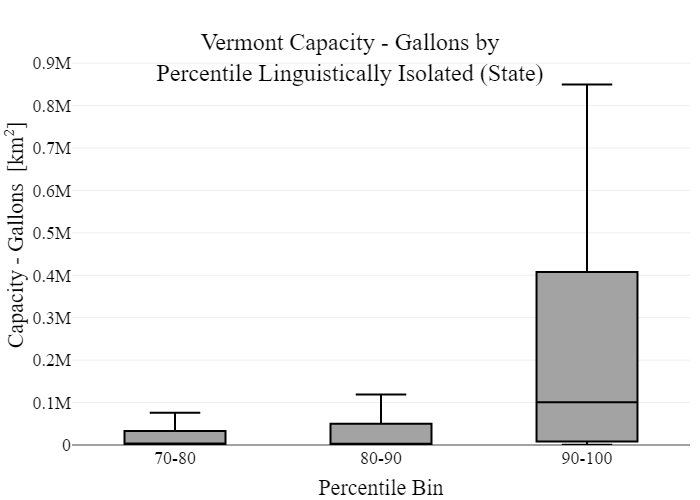 Vermont Capacity - Gallons by
Percentile Linguistically Isolated (State)
Capacity - Gallons [km²]
0.9M
0.8M
0.7M
0.6M
0.5M
0.4M
0.3M
0.2M
0.1M
0
70-80
80-90
90-100
Percentile Bin